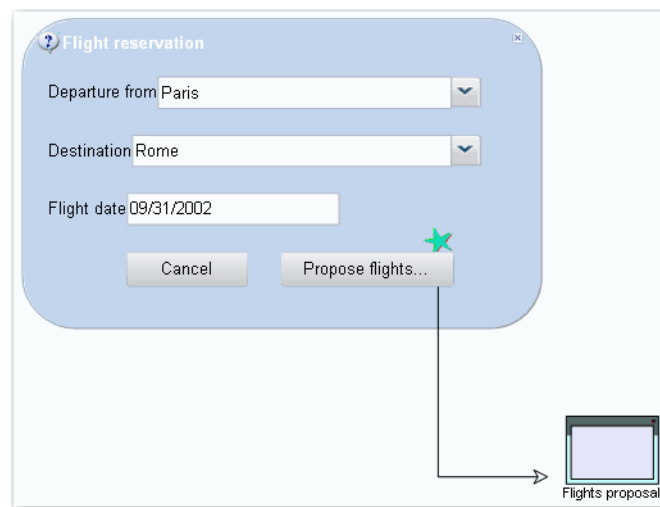 Flight reservation
Departure from Paris
Destination Rome
Flight date 09/31/2002
Cancel Propose flights...
Flights proposal